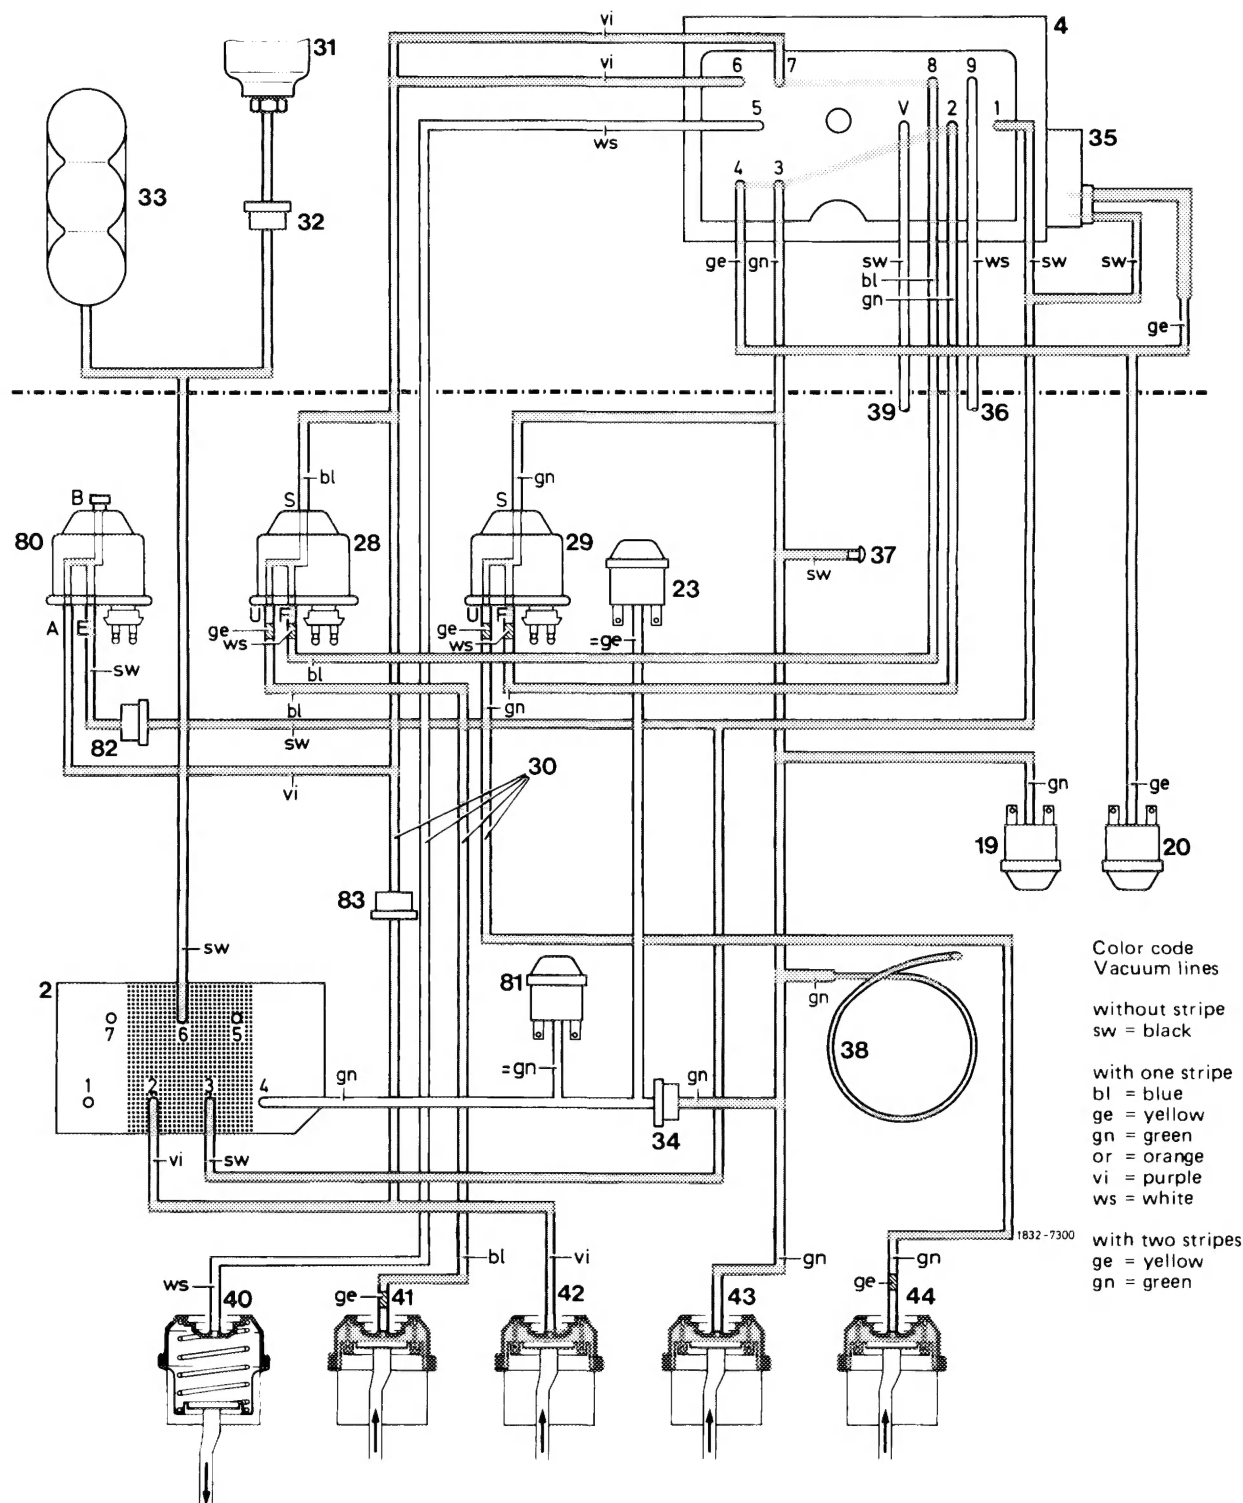 vi
4
31
vi
6
7
8
9
5
V
2
1
35
ws
33
4
3
32
ge
gn
sw
ws
sw
sw
bl
gn
ge
39
36
bl
gn
B
S
S
80
28
29
37
23
sw
A
E
U
F
U
F
ge
ws
ge
ws
=ge
sw
bl
bl
gn
82
sw
30
vi
gn
ge
19
20
83
sw
81
Color code
Vacuum lines
2
gn
without stripe
sw = black
7
6
5
38
1
2
3
4
gn
=gn
gn
with one stripe
bl = blue
ge = yellow
gn = green
or = orange
vi = purple
ws = white
34
vi
sw
1832-7300
with two stripes
ge = yellow
gn = green
bl
vi
gn
gn
ws
40
ge
41
42
43
ge
44